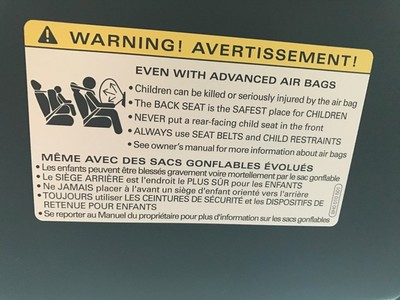 WARNING! AVERTISSEMENT!
EVEN WITH ADVANCED AIR BAGS
• Children can be killed or seriously injured by the air bag
• The BACK SEAT is the SAFEST place for CHILDREN
• NEVER put a rear-facing child seat in the front
• ALWAYS use SEAT BELTS and CHILD RESTRAINTS
• See owner's manual for more information about air bags
MÊME AVEC DES SACS GONFLABLES ÉVOLUÉS
• Les enfants peuvent être blessés gravement voire mortellement par le sac gonflable
• Le SIÈGE ARRIÈRE est l'endroit le PLUS SÛR pour les ENFANTS
• Ne JAMAIS placer à l'avant un siège d'enfant orienté vers l'arrière
• TOUJOURS utiliser LES CEINTURES DE SÉCURITÉ et les DISPOSITIFS DE
RETENUE POUR ENFANTS
• Se reporter au Manuel du propriétaire pour plus d'information sur les sacs gonflables